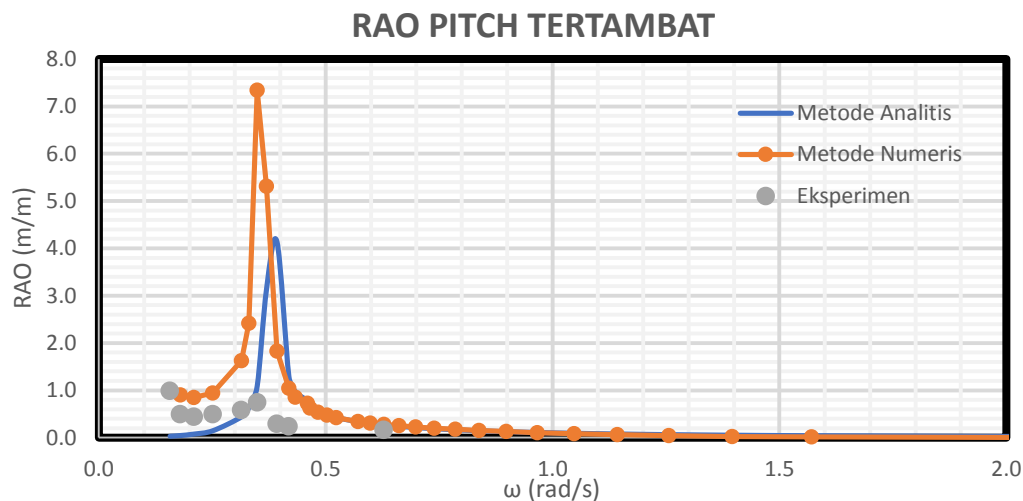 RAO PITCH TERTAMBAT
8.0
7.0
6.0
5.0
4.0
3.0
2.0
1.0
0.0
RAO (m/m)
Metode Analitis
Metode Numeris
Eksperimen
0.0 0.5 1.0 1.5 2.0
ω (rad/s)